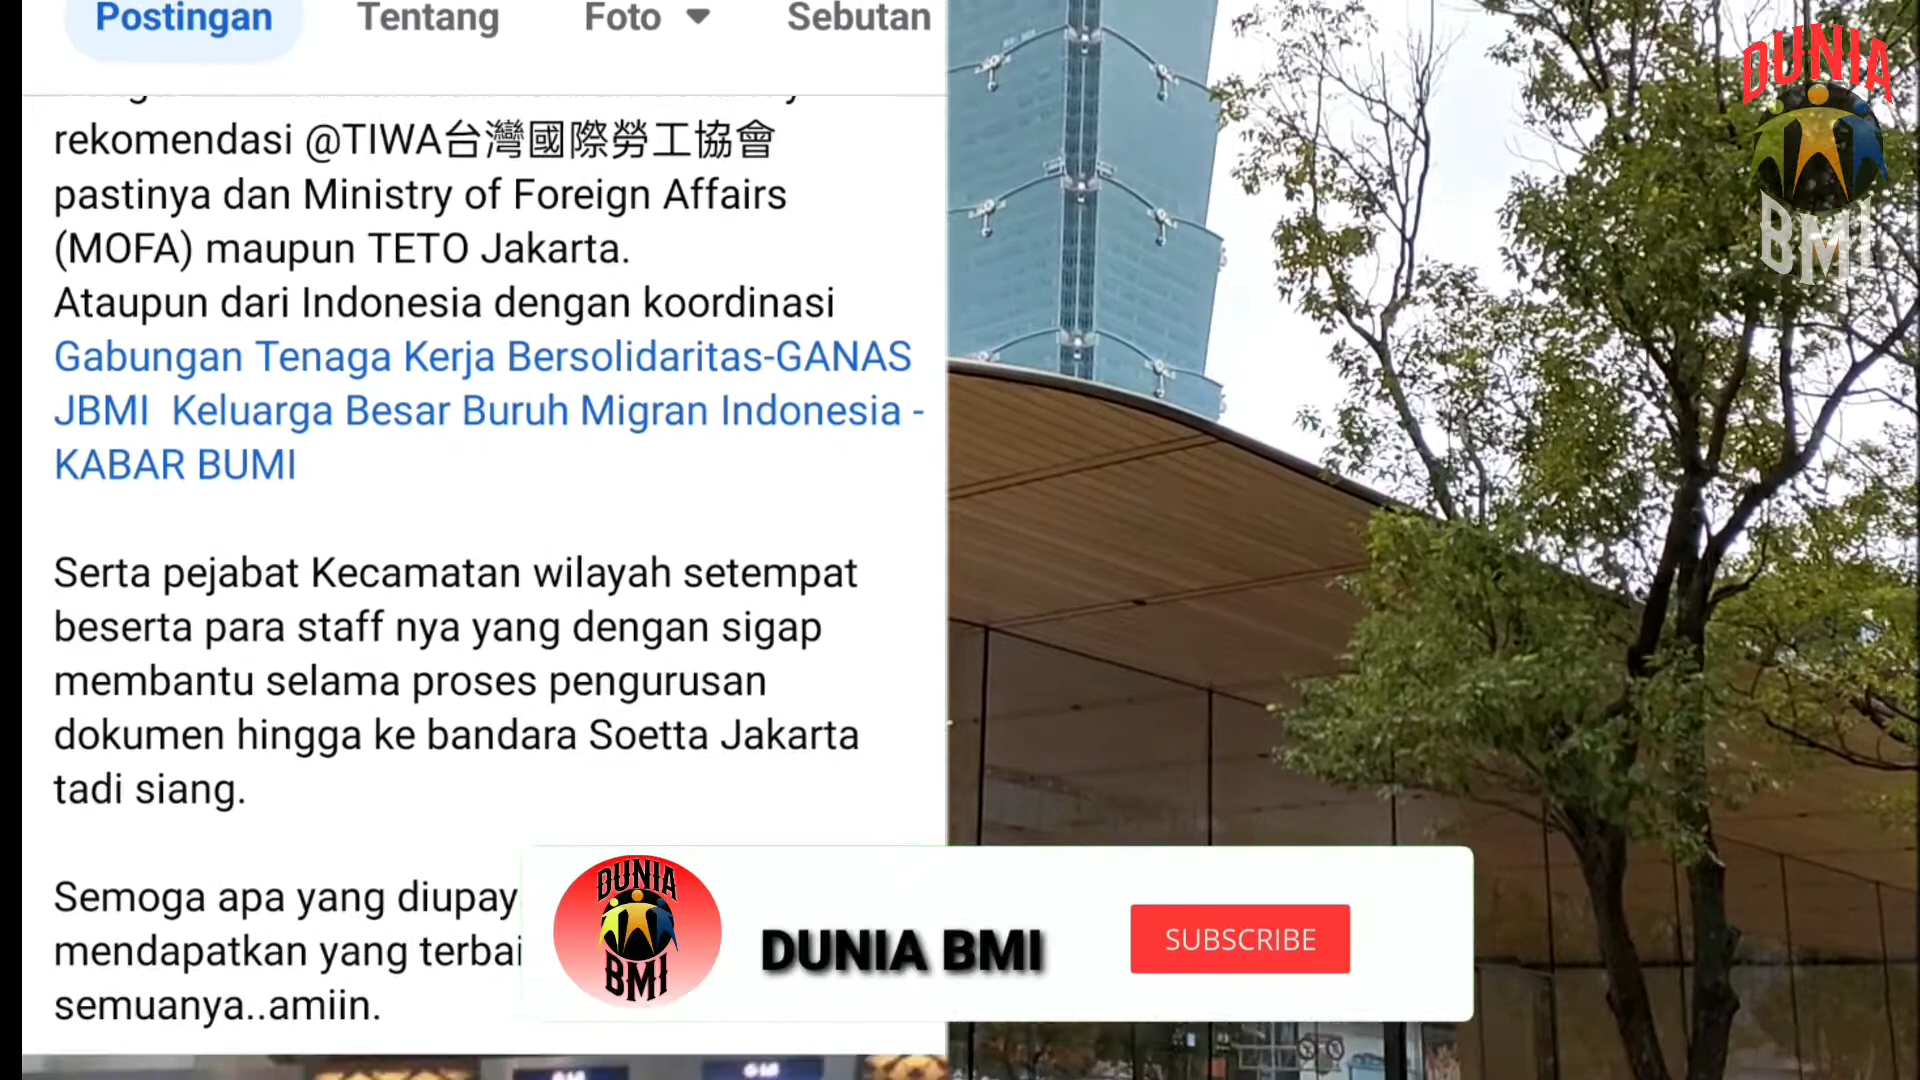 Postingan Tentang Foto Sebutan
rekomendasi @TIWA台灣國際勞工協會
pastinya dan Ministry of Foreign Affairs
(MOFA) maupun TETO Jakarta.
Ataupun dari Indonesia dengan koordinasi
Gabungan Tenaga Kerja Bersolidaritas-GANAS
JBMI Keluarga Besar Buruh Migran Indonesia -
KABAR BUMI
Serta pejabat Kecamatan wilayah setempat
beserta para staff nya yang dengan sigap
membantu selama proses pengurusan
dokumen hingga ke bandara Soetta Jakarta
tadi siang.
Semoga apa yang diupay
mendapatkan yang terbai
semuanya..amiin.
DUNIA
BMI
DUNIA BMI
SUBSCRIBE
DUNIA
BMI